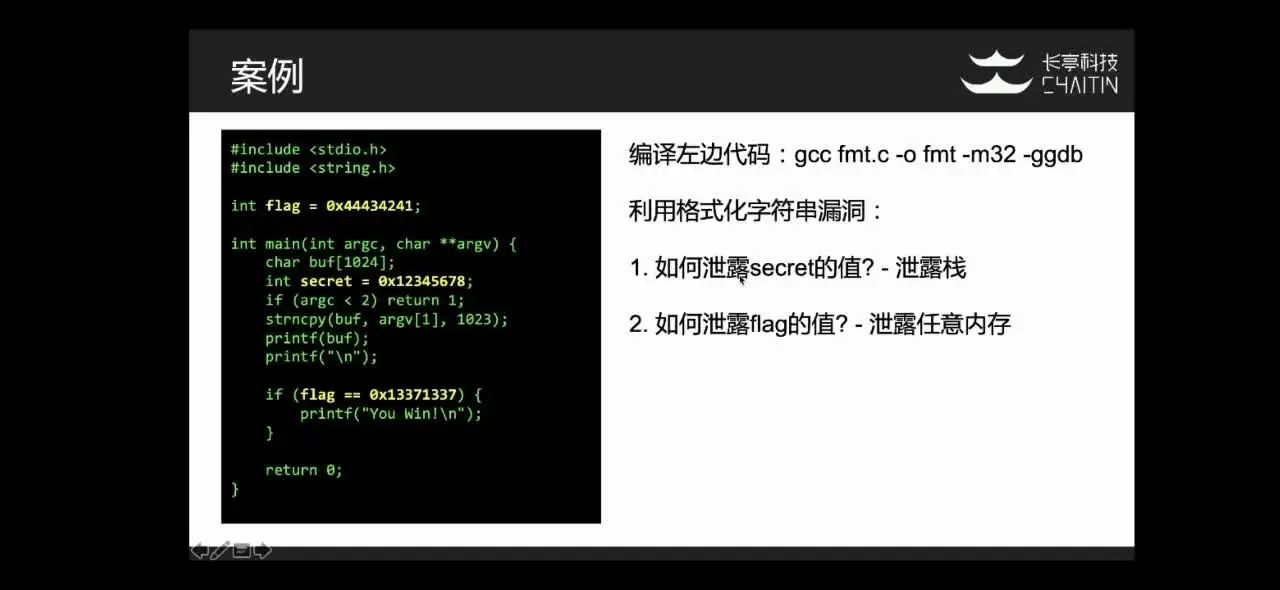 案例
长亭科技
CHAITIN
#include <stdio.h>
#include <string.h>
int flag = 0x44434241;
int main(int argc, char **argv) {
char buf[1024];
int secret = 0x12345678;
if (argc < 2) return 1;
strncpy(buf, argv[1], 1023);
printf(buf);
printf("\n");
if (flag == 0x13371337) {
printf("You Win!\n");
}
return 0;
}
编译左边代码：gcc fmt.c -o fmt -m32 -ggdb
利用格式化字符串漏洞：
1. 如何泄露secret的值? - 泄露栈
2. 如何泄露flag的值? - 泄露任意内存